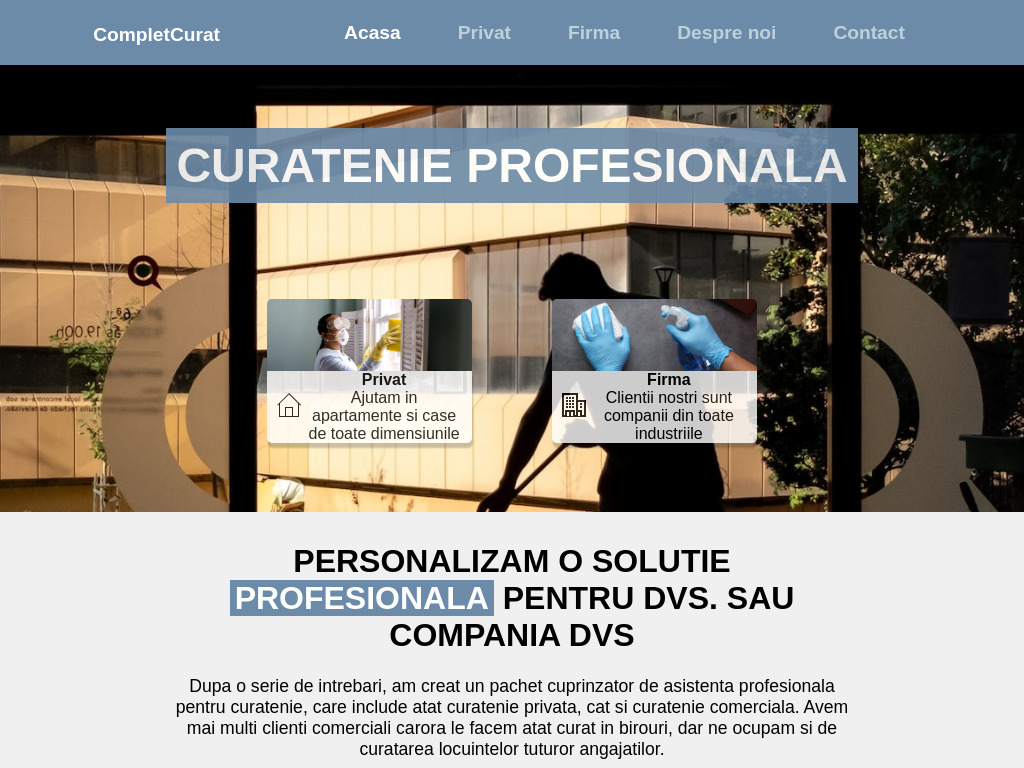 CompletCurat
Acasa
Privat
Firma
Despre noi
Contact
CURATENIE PROFESIONALA
Privat
Ajutam in
apartamente si case
de toate dimensiunile
Firma
Clientii nostri sunt
companii din toate
industriile
PERSONALIZAM O SOLUTIE
PROFESIONALA PENTRU DVS. SAU
COMPANIA DVS
Dupa o serie de intrebari, am creat un pachet cuprinzator de asistenta profesionala
pentru curatenie, care include atat curatenie privata, cat si curatenie comerciala. Avem
mai multi clienti comerciali carora le facem atat curat in birouri, dar ne ocupam si de
curatarea locuintelor tuturor angajatilor.